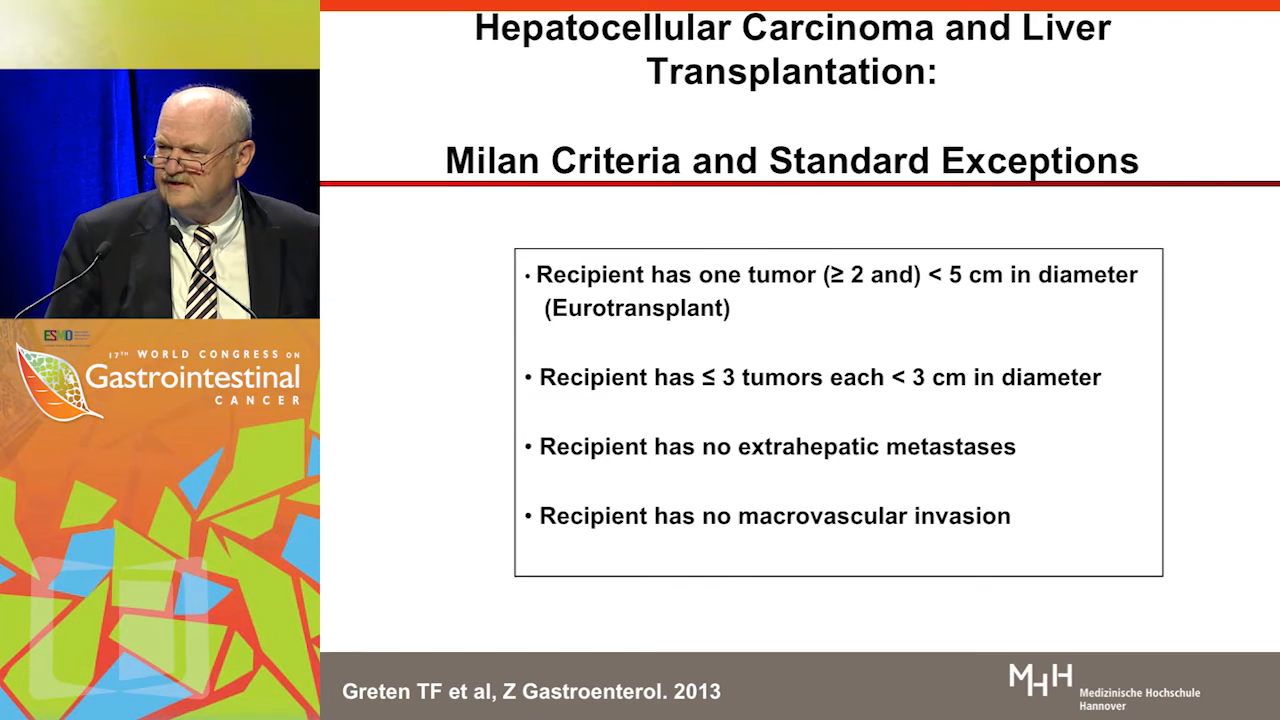 Hepatocellular Carcinoma and Liver
Transplantation:
Milan Criteria and Standard Exceptions
• Recipient has one tumor (≥ 2 and) < 5 cm in diameter
(Eurotransplant)
• Recipient has ≤ 3 tumors each < 3 cm in diameter
• Recipient has no extrahepatic metastases
• Recipient has no macrovascular invasion
ESMO
17TH WORLD CONGRESS ON
Gastrointestinal
CANCER
Greten TF et al, Z Gastroenterol. 2013
MHH
Medizinische Hochschule
Hannover